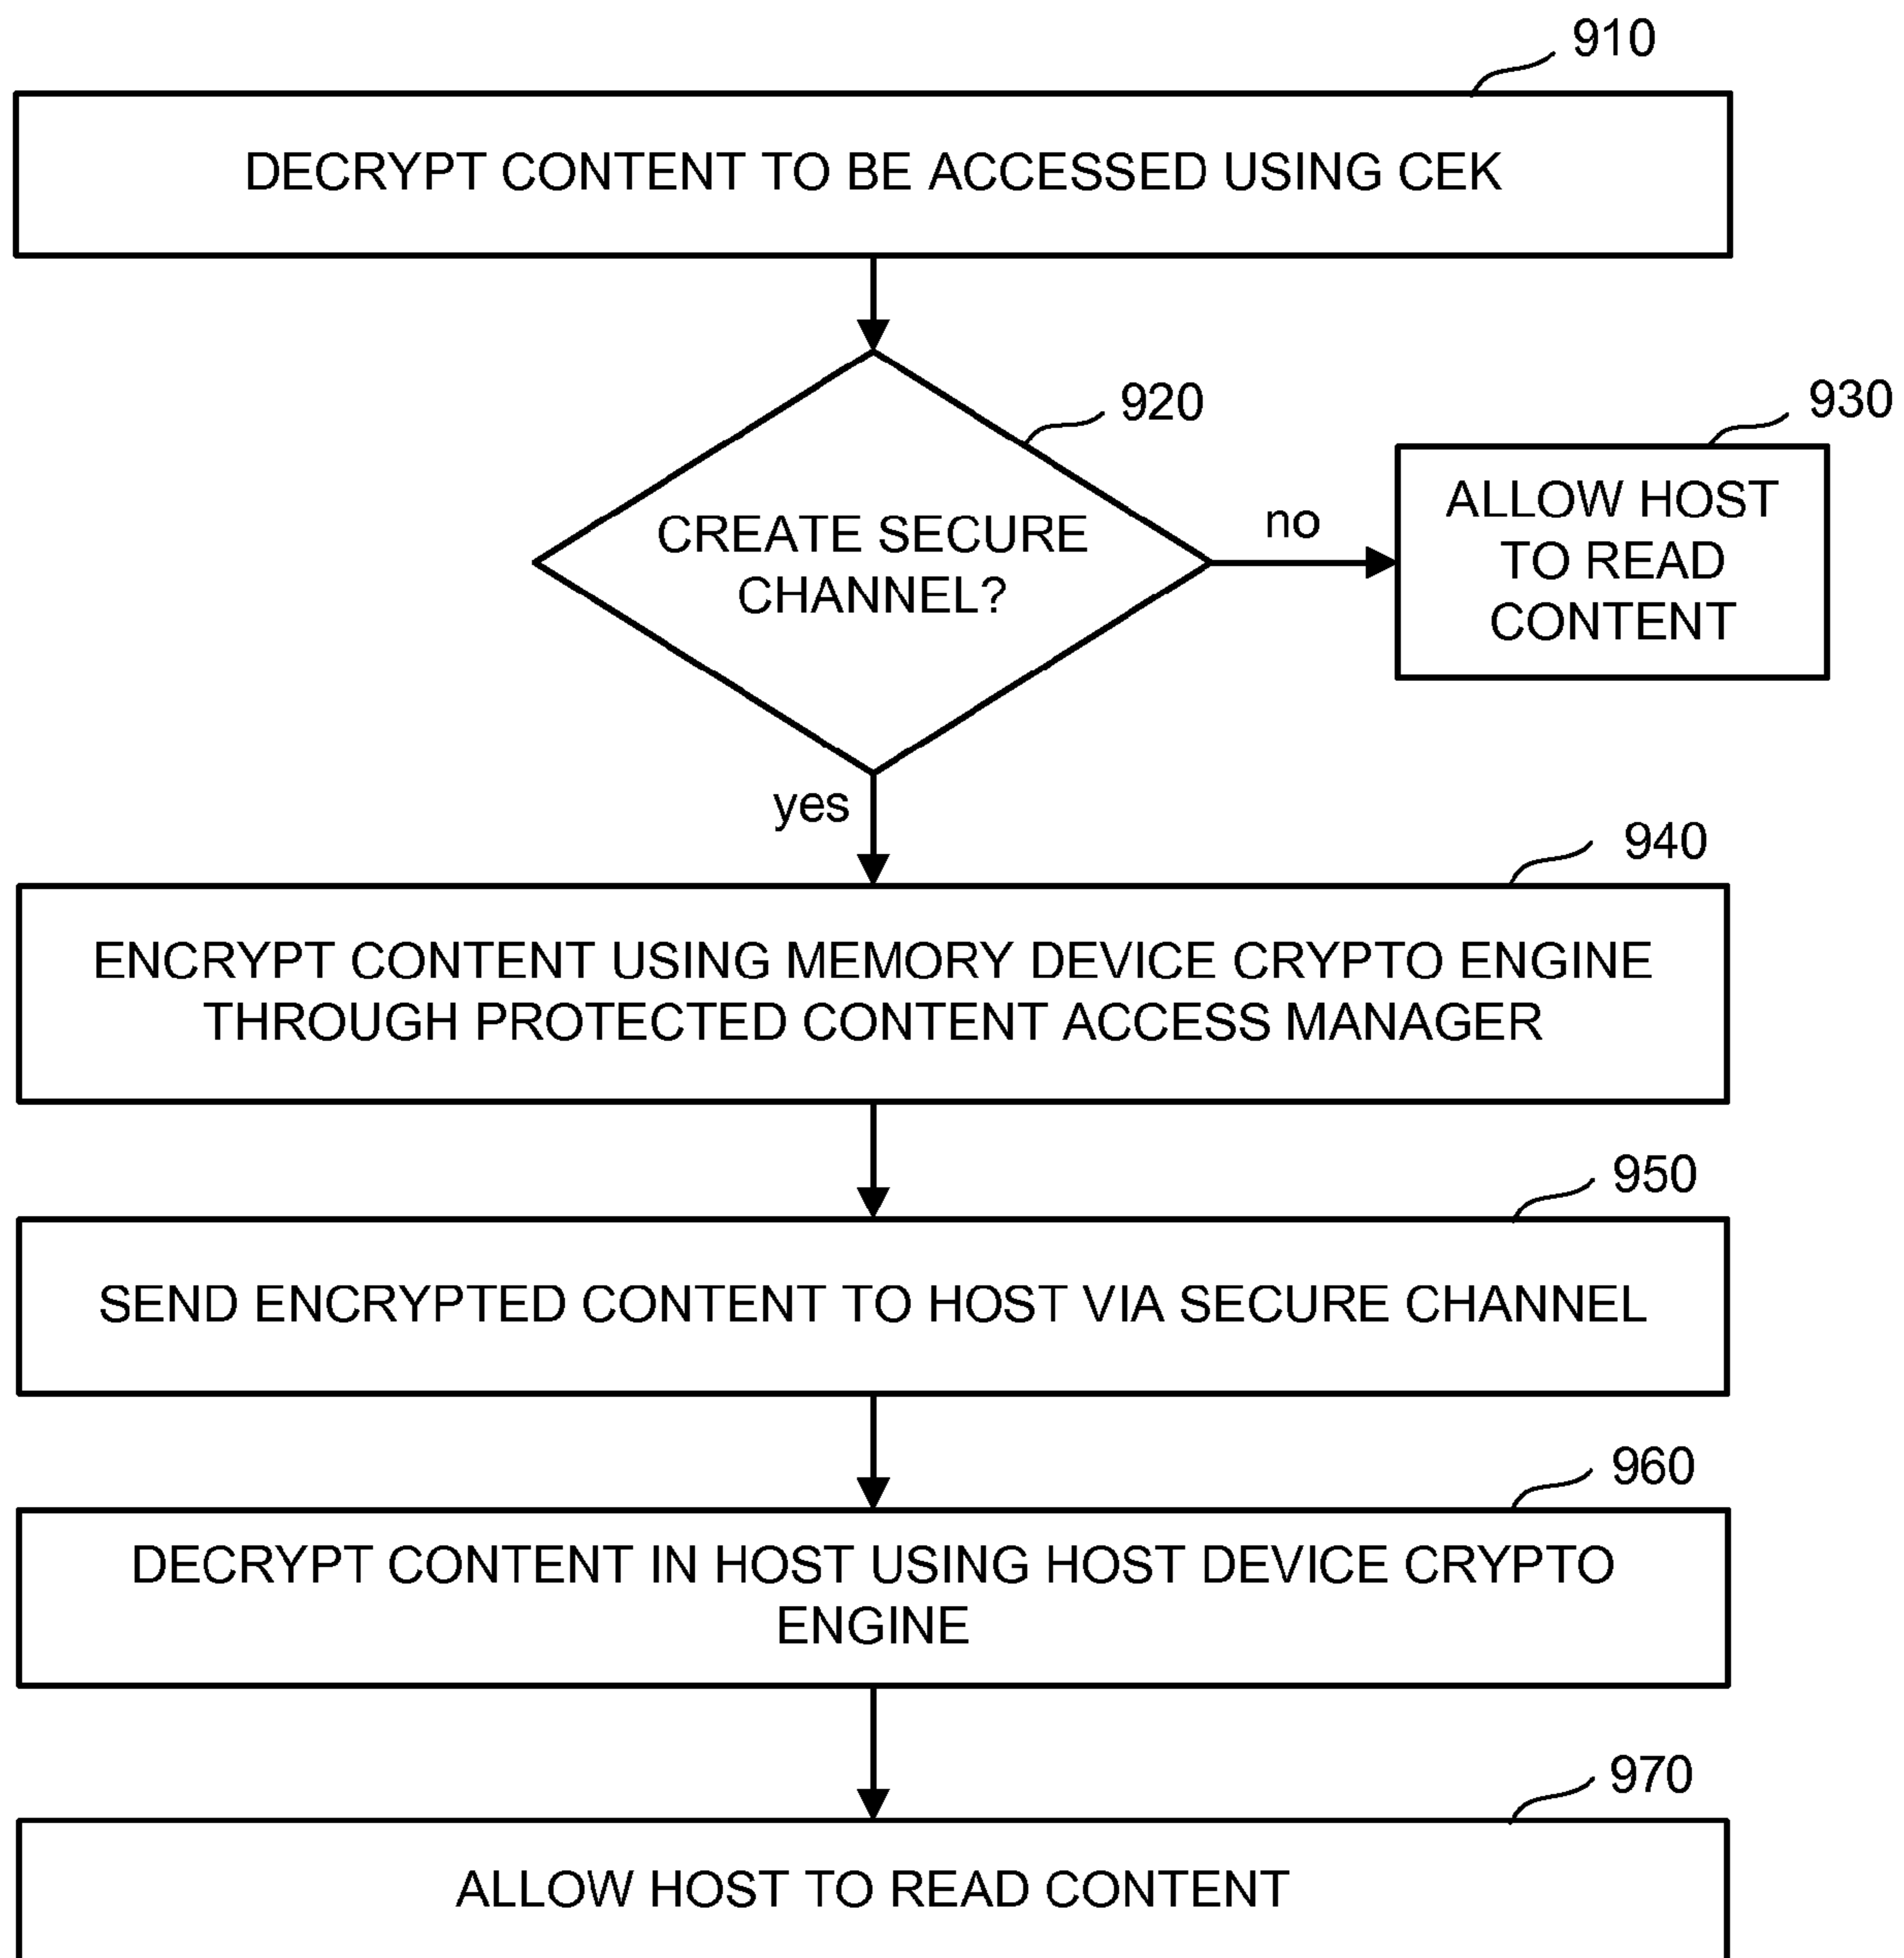 910
DECRYPT CONTENT TO BE ACCESSED USING CEK
920
CREATE SECURE
CHANNEL?
no
930
ALLOW HOST
TO READ
CONTENT
yes
940
ENCRYPT CONTENT USING MEMORY DEVICE CRYPTO ENGINE
THROUGH PROTECTED CONTENT ACCESS MANAGER
950
SEND ENCRYPTED CONTENT TO HOST VIA SECURE CHANNEL
960
DECRYPT CONTENT IN HOST USING HOST DEVICE CRYPTO
ENGINE
970
ALLOW HOST TO READ CONTENT